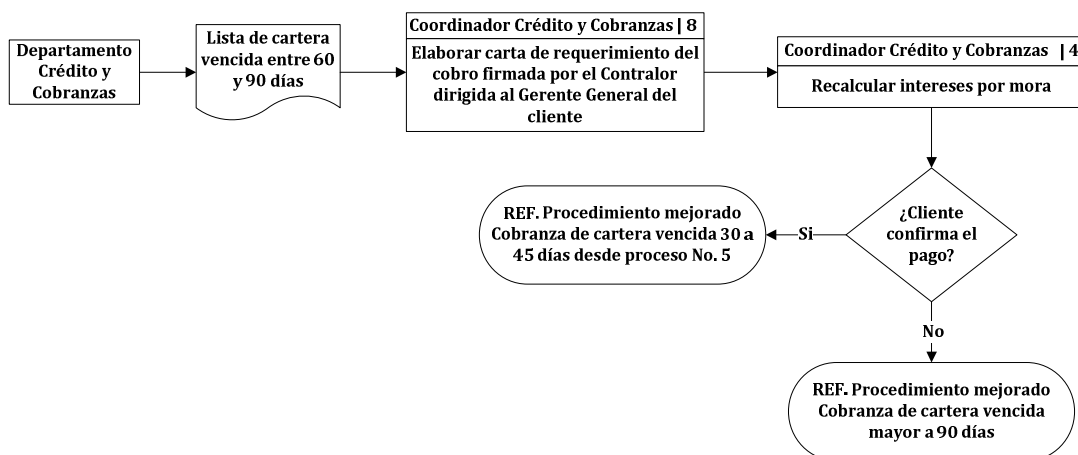 Departamento
Crédito y
Cobranzas
Lista de cartera
vencida entre 60
y 90 días
Coordinador Crédito y Cobranzas | 8
Elaborar carta de requerimiento del
cobro firmada por el Contralor
dirigida al Gerente General del
cliente
Coordinador Crédito y Cobranzas | 4
Recalcular intereses por mora
¿Cliente
confirma el
pago?
Si
REF. Procedimiento mejorado
Cobranza de cartera vencida 30 a
45 días desde proceso No. 5
No
REF. Procedimiento mejorado
Cobranza de cartera vencida
mayor a 90 días